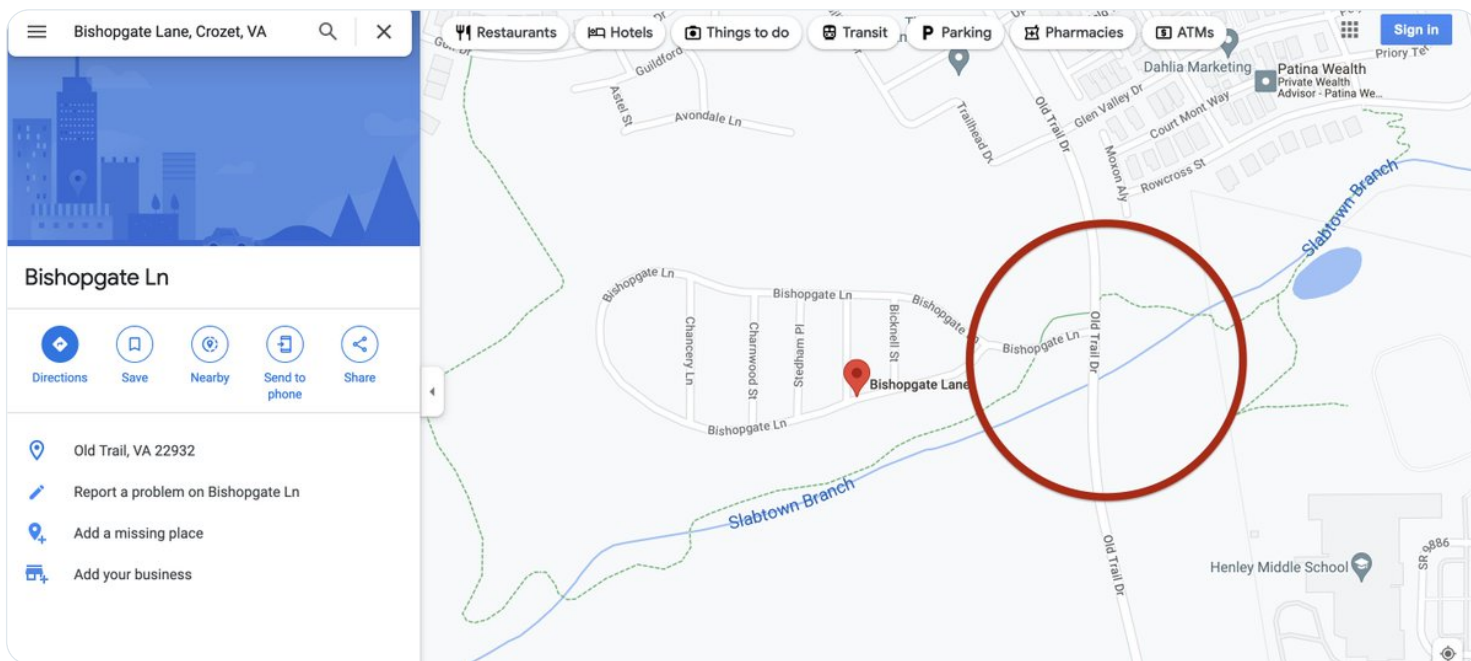 Bishopgate Lane, Crozet, VA
Bishopgate Ln
Directions
Save
Nearby
Send to
phone
Share
Old Trail, VA 22932
Report a problem on Bishopgate Ln
Add a missing place
Add your business
Restaurants
Hotels
Things to do
Transit
P Parking
Pharmacies
ATMs
Sign in
Guildford
Astel St
Avondale Ln
Trailhead Dr
Old Trail Dr
Glen Valley Dr
Dahlia Marketing
Patina Wealth
Private Wealth
Advisor - Patina We...
Priory Ter
Court Mont Way
Moxon Aly
Rowcross St
Slabtown Branch
Bishopgate Ln
Bishopgate Ln
Bishopgate Ln
Bishopgate Ln
Chancery Ln
Charnwood St
Stedham Pl
Bicknell St
Old Trail Dr
Bishopgate Lane
Bishopgate Ln
Slabtown Branch
Old Trail Dr
Henley Middle School
SR 9886